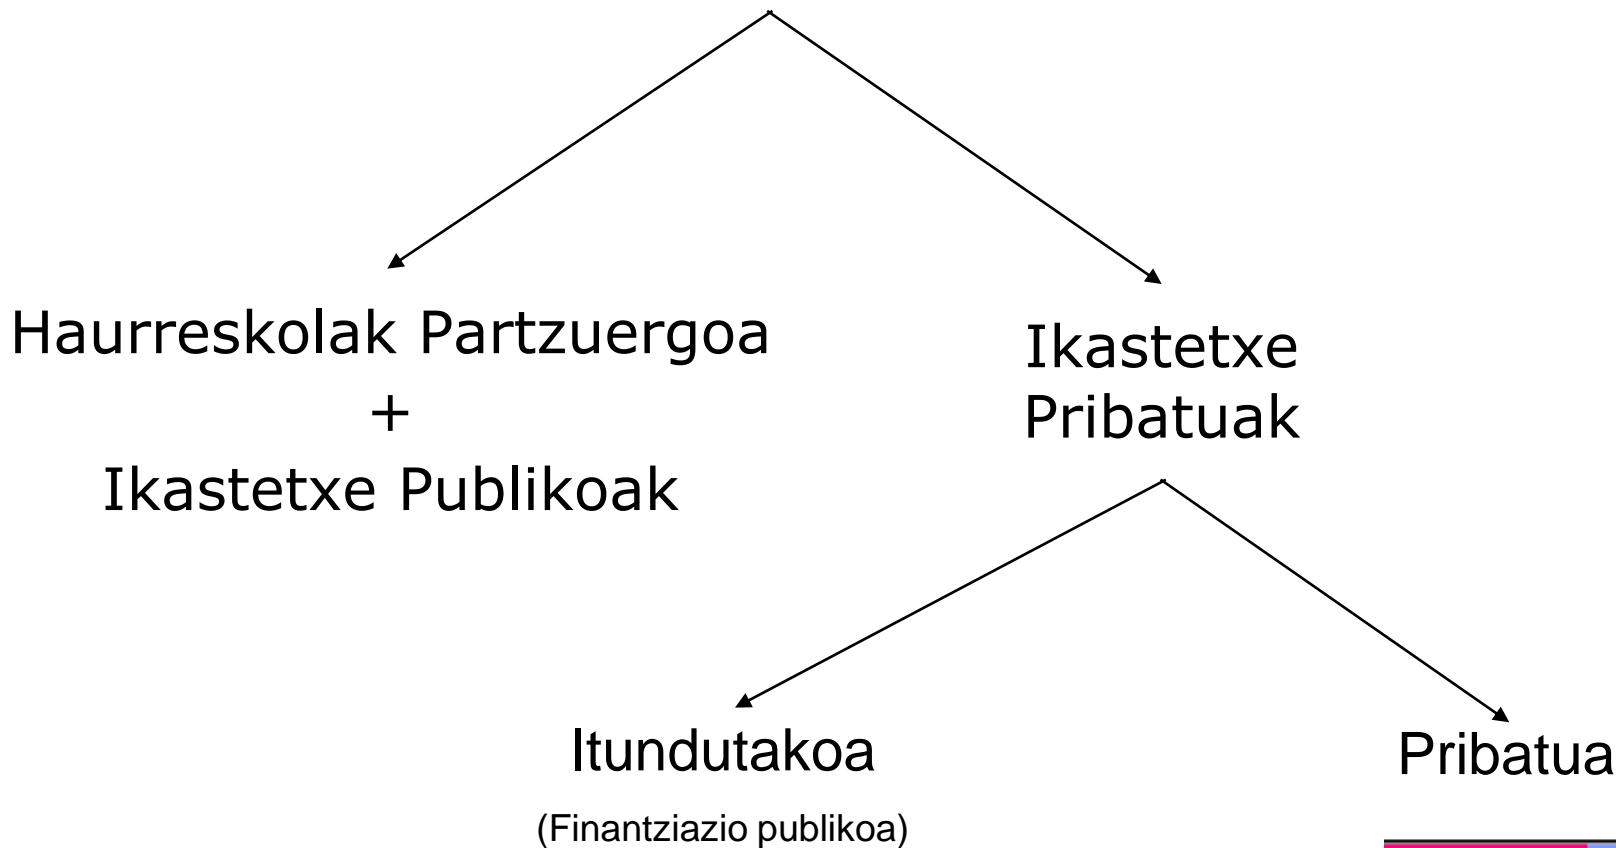 Haurreskolak Partzuergoa
+
Ikastetxe Publikoak
Ikastetxe
Pribatuak
Itundutakoa
(Finantziazio publikoa)
Pribatua